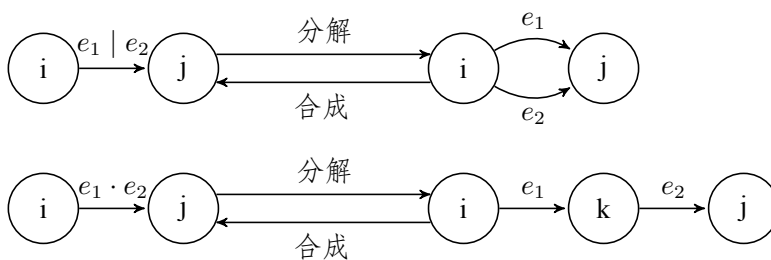 i e₁ | e₂ j 分解 合成 i e₁ e₂ j
i e₁ · e₂ j 分解 合成 i e₁ k e₂ j